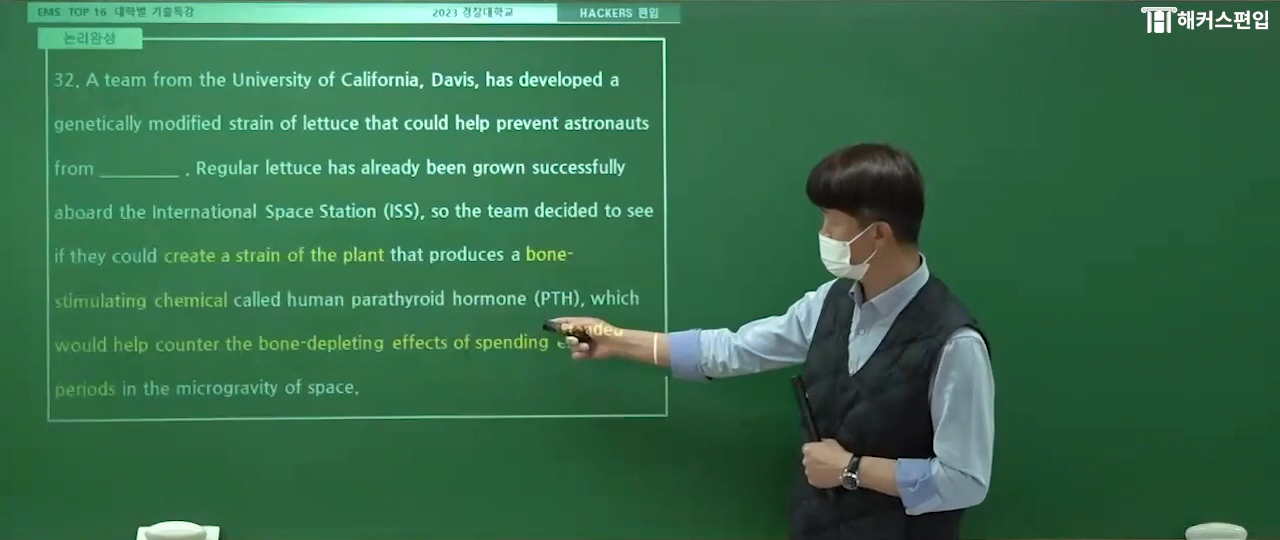 EMS TOP 16 대학별 기출특강
2023 경찰대학교
HACKERS 편입
해커스편입
논리완성
32. A team from the University of California, Davis, has developed a
genetically modified strain of lettuce that could help prevent astronauts
from ________ . Regular lettuce has already been grown successfully
aboard the International Space Station (ISS), so the team decided to see
if they could create a strain of the plant that produces a bone-
stimulating chemical called human parathyroid hormone (PTH), which
would help counter the bone-depleting effects of spending extended
periods in the microgravity of space.